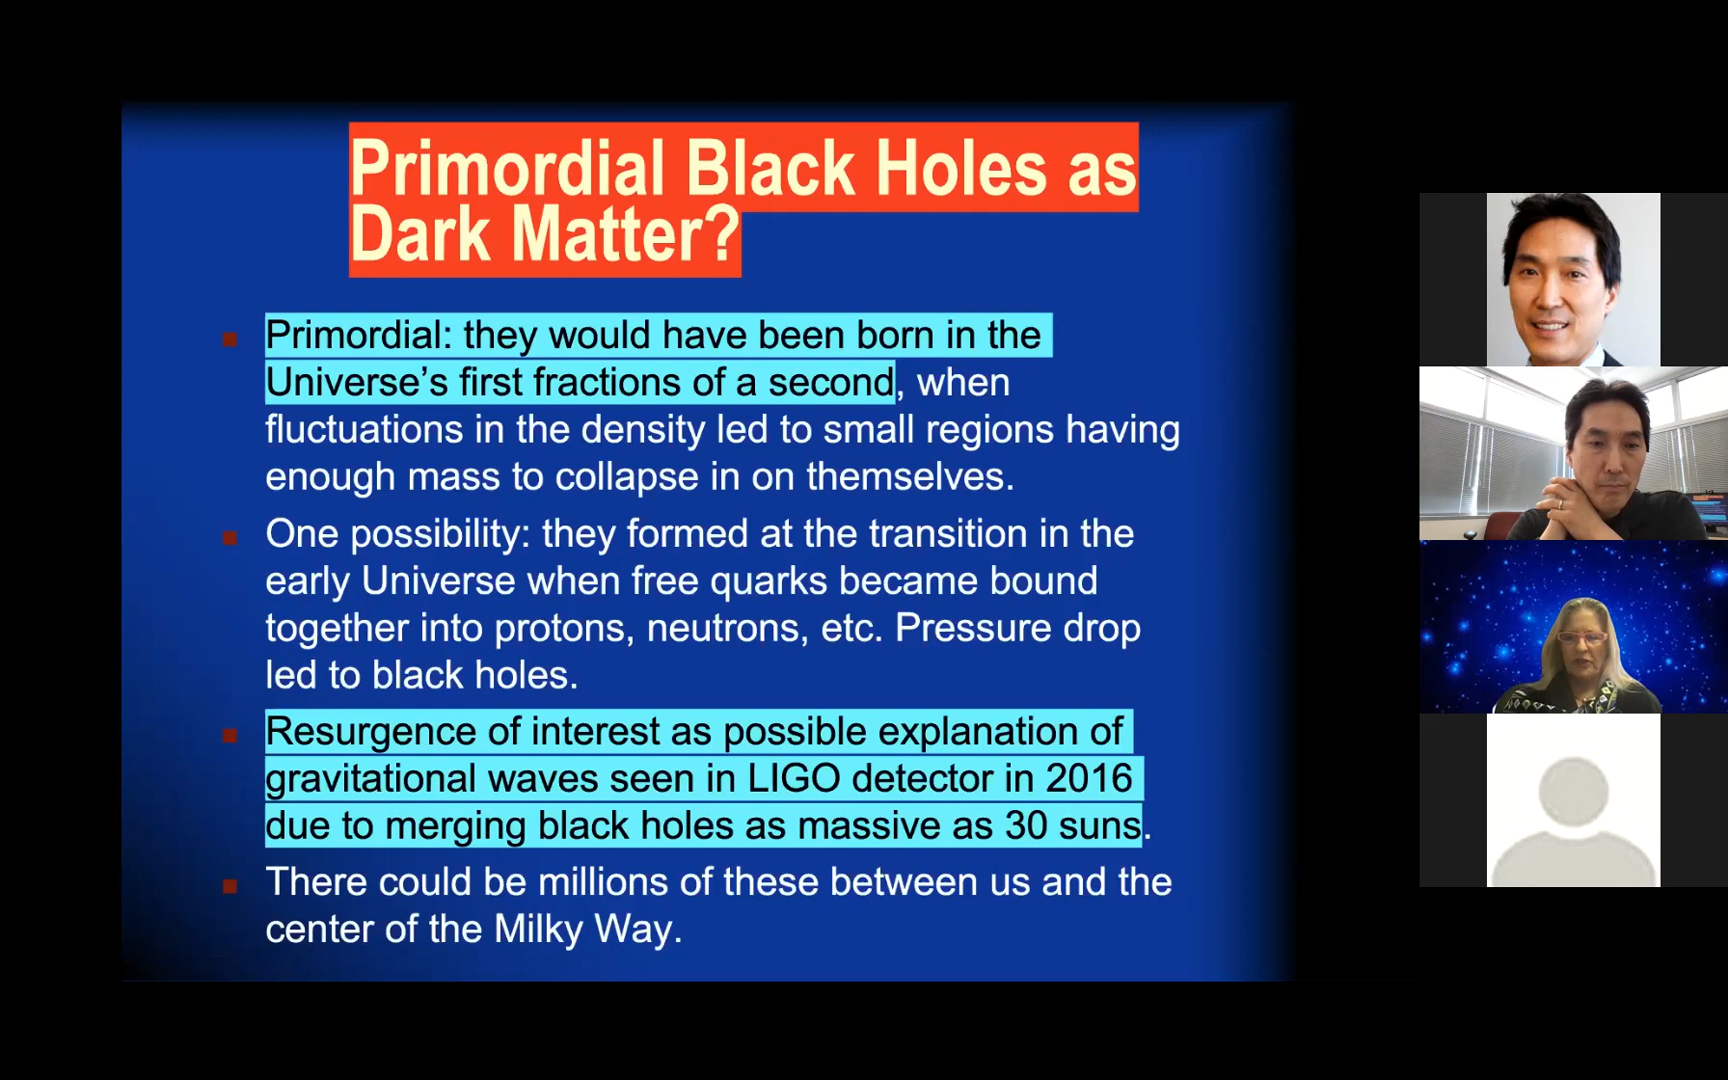 Primordial Black Holes as
Dark Matter?
Primordial: they would have been born in the
Universe’s first fractions of a second, when
fluctuations in the density led to small regions having
enough mass to collapse in on themselves.
One possibility: they formed at the transition in the
early Universe when free quarks became bound
together into protons, neutrons, etc. Pressure drop
led to black holes.
Resurgence of interest as possible explanation of
gravitational waves seen in LIGO detector in 2016
due to merging black holes as massive as 30 suns.
There could be millions of these between us and the
center of the Milky Way.